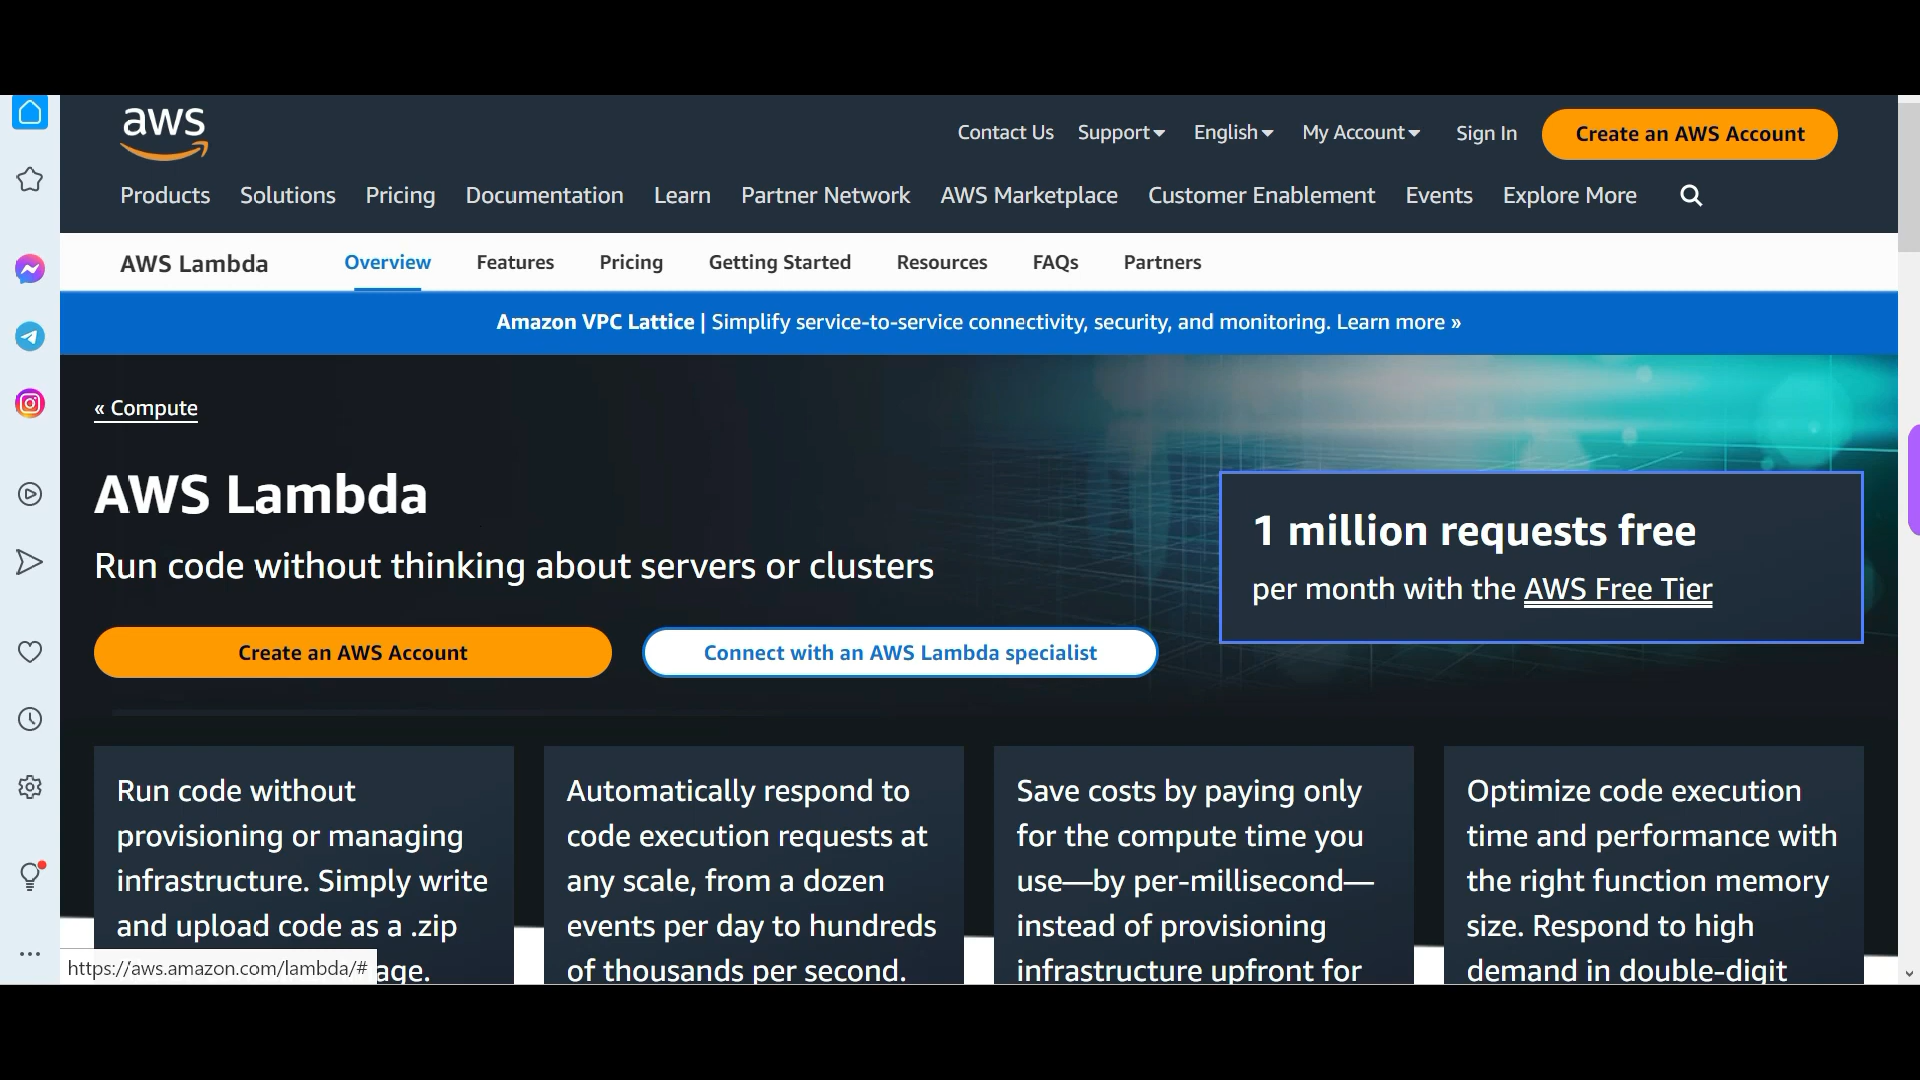 aws
Contact Us Support English My Account Sign In Create an AWS Account
Products Solutions Pricing Documentation Learn Partner Network AWS Marketplace Customer Enablement Events Explore More
AWS Lambda Overview Features Pricing Getting Started Resources FAQs Partners
Amazon VPC Lattice | Simplify service-to-service connectivity, security, and monitoring. Learn more »
« Compute
AWS Lambda
Run code without thinking about servers or clusters
Create an AWS Account Connect with an AWS Lambda specialist
1 million requests free
per month with the AWS Free Tier
Run code without
provisioning or managing
infrastructure. Simply write
and upload code as a .zip
age.
Automatically respond to
code execution requests at
any scale, from a dozen
events per day to hundreds
of thousands per second.
Save costs by paying only
for the compute time you
use—by per-millisecond—
instead of provisioning
infrastructure upfront for
Optimize code execution
time and performance with
the right function memory
size. Respond to high
demand in double-digit
https://aws.amazon.com/lambda/#